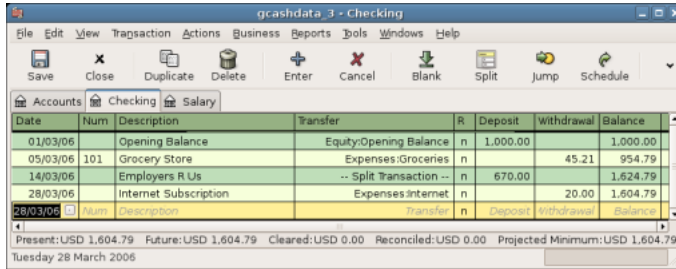 gcashdata_3 - Checking
File Edit View Transaction Actions Business Reports Tools Windows Help
Save Close Duplicate Delete Enter Cancel Blank Split Jump Schedule
Accounts Checking Salary
Date Num Description Transfer R Deposit Withdrawal Balance
01/03/06 Opening Balance Equity:Opening Balance n 1,000.00 1,000.00
05/03/06 101 Grocery Store Expenses:Groceries n 45.21 954.79
14/03/06 Employers R Us -- Split Transaction -- n 670.00 1,624.79
28/03/06 Internet Subscription Expenses:Internet n 20.00 1,604.79
28/03/06 Num Description Transfer n Deposit Withdrawal Balance
Present:USD 1,604.79 Future:USD 1,604.79 Cleared:USD 0.00 Reconciled:USD 0.00 Projected Minimum:USD 1,604.79
Tuesday 28 March 2006